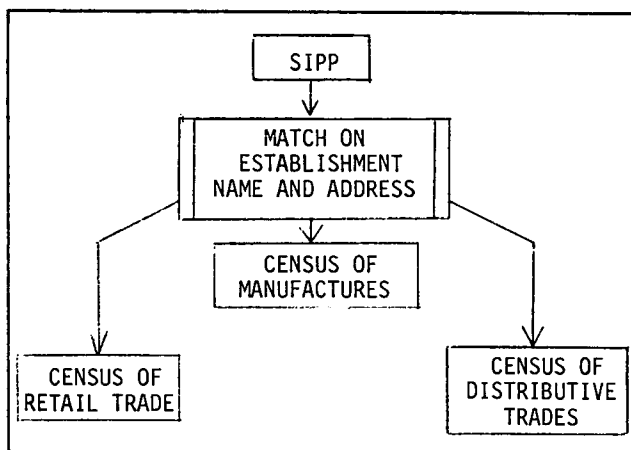 SIPP
MATCH ON
ESTABLISHMENT
NAME AND ADDRESS
CENSUS OF
MANUFACTURES
CENSUS OF
RETAIL TRADE
CENSUS OF
DISTRIBUTIVE
TRADES